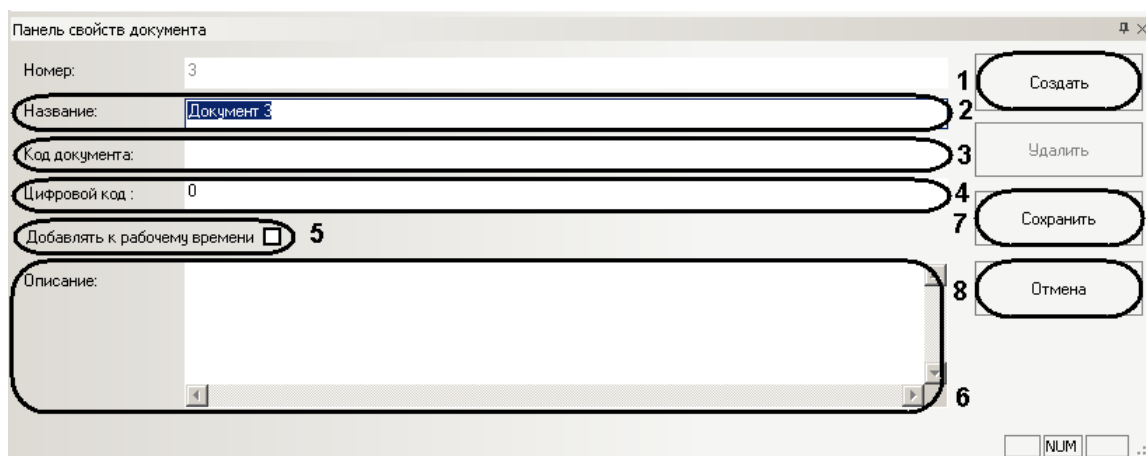 Панель свойств документа
Номер: 3
1 Создать
Название: Документ 3 2
Код документа: 3 Удалить
Цифровой код : 0 4
Добавлять к рабочему времени 5 7 Сохранить
Описание: 8 Отмена
6
NUM